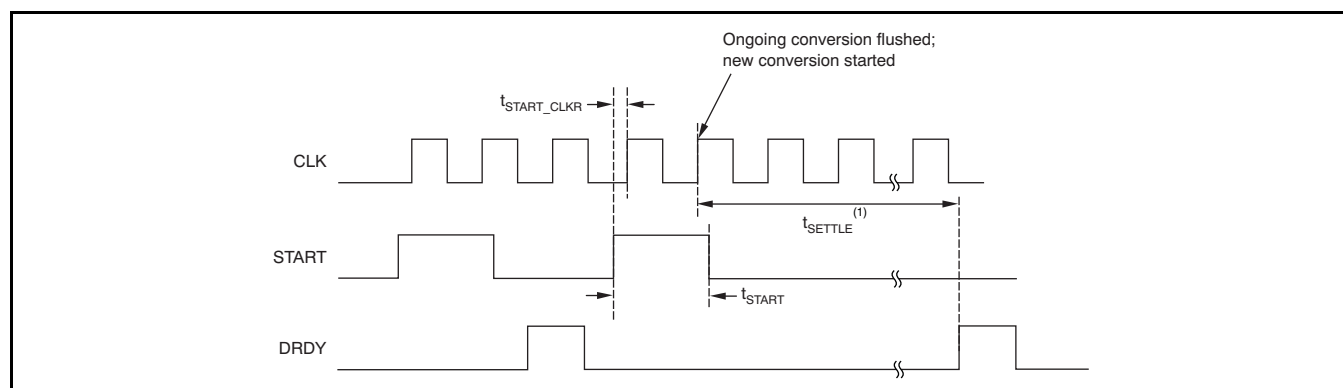 Ongoing conversion flushed;
new conversion started
tSTART_CLKR
CLK
tSETTLE(1)
START
tSTART
DRDY